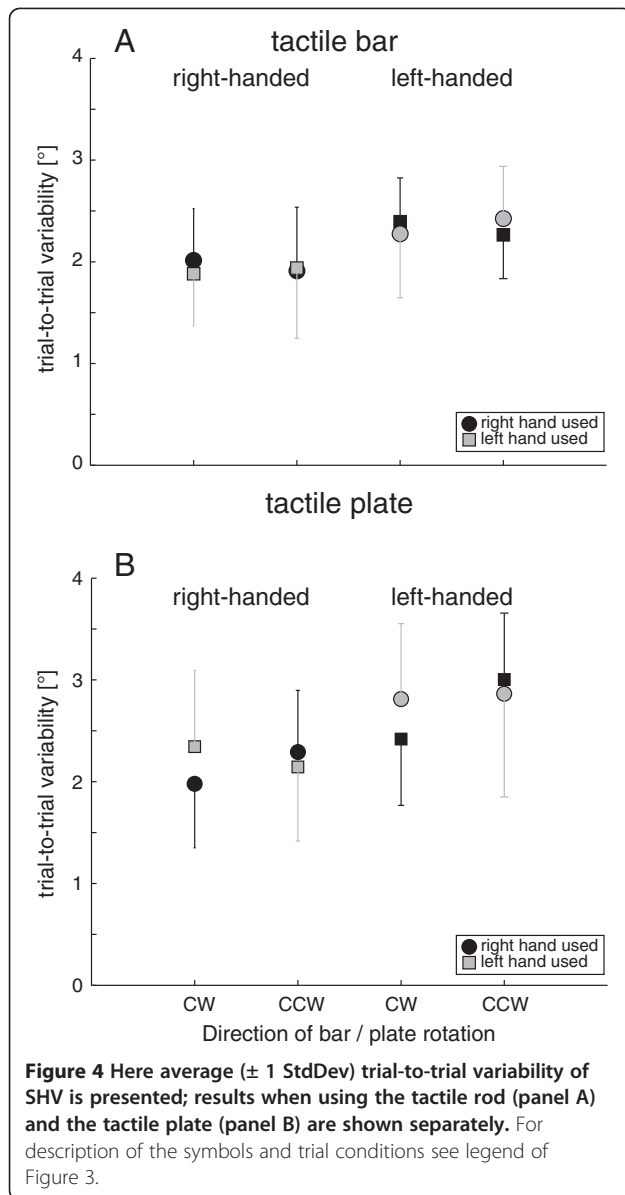 A
tactile bar
right-handed left-handed
4
3
2
1
0
trial-to-trial variability [°]
right hand used
left hand used
tactile plate
B
right-handed left-handed
4
3
2
1
0
trial-to-trial variability [°]
right hand used
left hand used
CW CCW CW CCW
Direction of bar / plate rotation
Figure 4 Here average (± 1 StdDev) trial-to-trial variability of
SHV is presented; results when using the tactile rod (panel A)
and the tactile plate (panel B) are shown separately. For
description of the symbols and trial conditions see legend of
Figure 3.